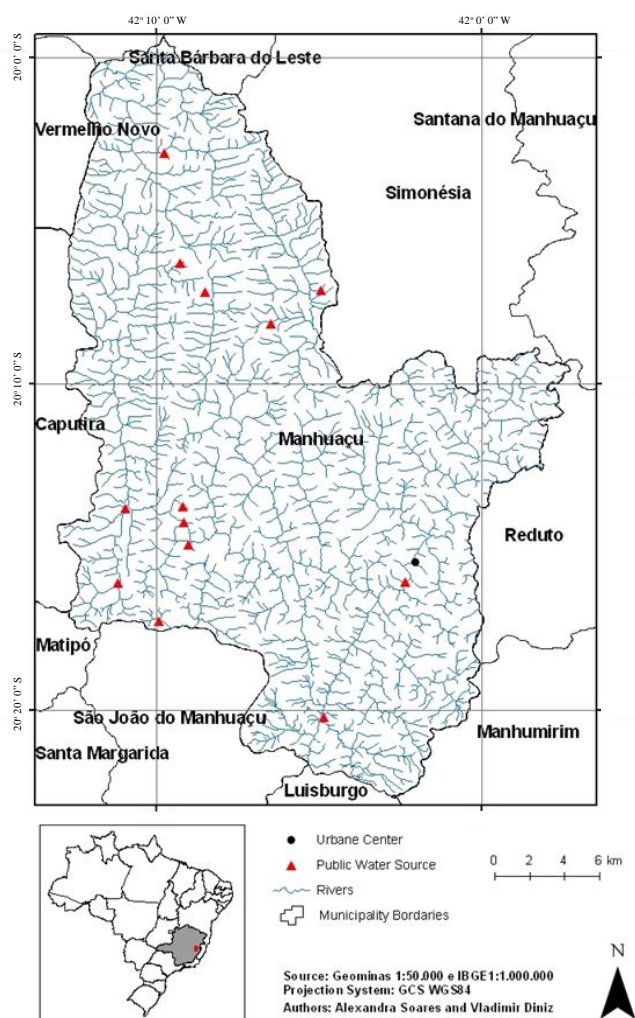 42° 10' 0" W
42° 0' 0" W
20° 0' 0" S
Santa Bárbara do Leste
Vermelho Novo
Santana do Manhuaçu
Simonésia
20° 10' 0" S
Caputira
Manhuaçu
Reduto
Matipó
20° 20' 0" S
São João do Manhuaçu
Manhumirim
Santa Margarida
Luisburgo
Urbane Center
Public Water Source
Rivers
Municipality Bordaries
0 2 4 6 km
N
Source: Geominas 1:50.000 e IBGE1:1.000.000
Projection System: GCS WGS84
Authors: Alexandra Soares and Vladimir Diniz